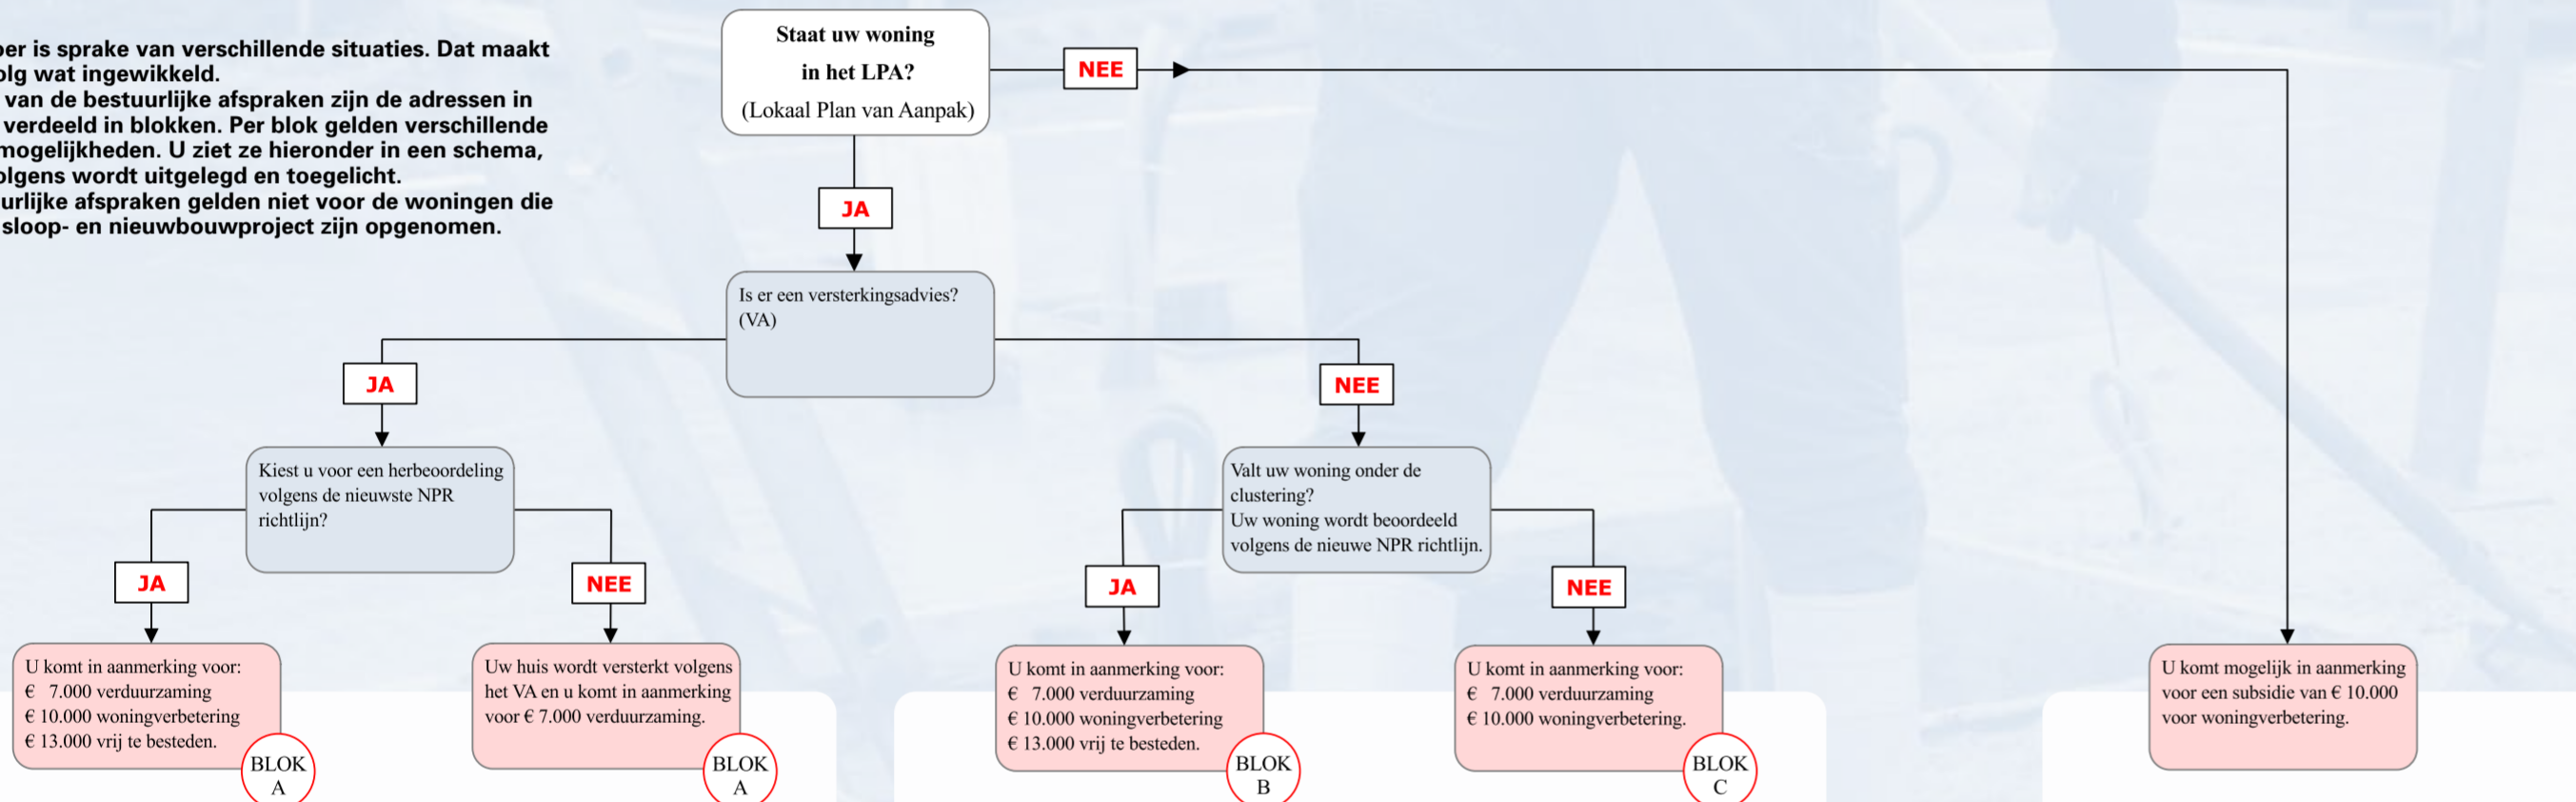 er is sprake van verschillende situaties. Dat maakt
wat ingewikkeld.
van de bestuurlijke afspraken zijn de adressen in
verdeeld in blokken. Per blok gelden verschillende
mogelijkheden. U ziet ze hieronder in een schema,
wordt uitgelegd en toegelicht.
afspraken gelden niet voor de woningen die
sloop- en nieuwbouwproject zijn opgenomen.
Staat uw woning
in het LPA?
(Lokaal Plan van Aanpak)
NEE
JA
Is er een versterkingsadvies?
(VA)
JA
NEE
Kiest u voor een herbeoordeling
volgens de nieuwste NPR
richtlijn?
Valt uw woning onder de
clustering?
Uw woning wordt beoordeeld
volgens de nieuwe NPR richtlijn.
JA
NEE
JA
NEE
U komt in aanmerking voor:
€ 7.000 verduurzaming
€ 10.000 woningverbetering
€ 13.000 vrij te besteden.
BLOK
A
Uw huis wordt versterkt volgens
het VA en u komt in aanmerking
voor € 7.000 verduurzaming.
BLOK
A
U komt in aanmerking voor:
€ 7.000 verduurzaming
€ 10.000 woningverbetering
€ 13.000 vrij te besteden.
BLOK
B
U komt in aanmerking voor:
€ 7.000 verduurzaming
€ 10.000 woningverbetering.
BLOK
C
U komt mogelijk in aanmerking
voor een subsidie van € 10.000
voor woningverbetering.